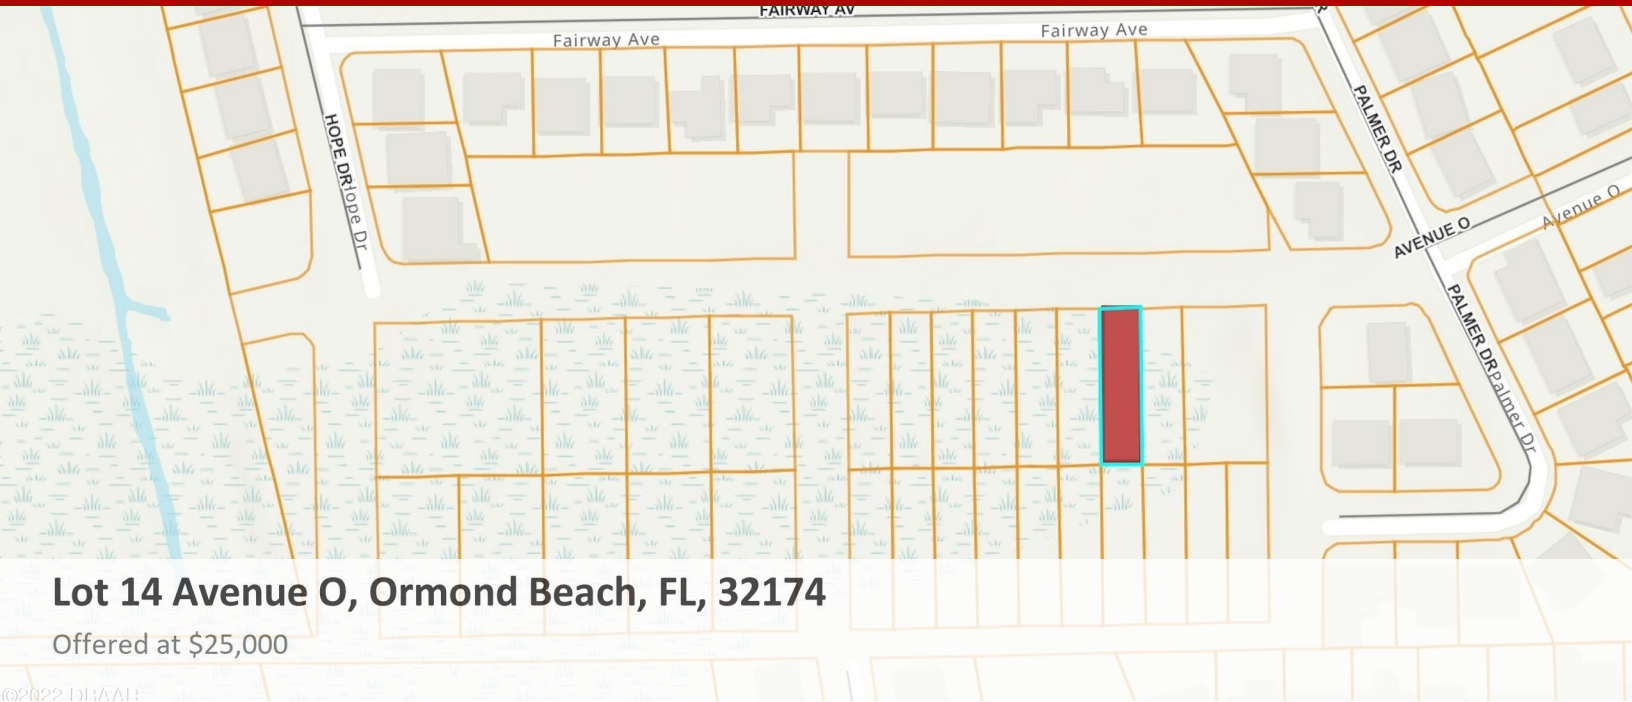 FAIRWAY AV
Fairway Ave
Fairway Ave
HOPE DR
Hope Dr
PALMER DR
AVENUE O
Avenue O
PALMER DR
Palmer Dr
Lot 14 Avenue O, Ormond Beach, FL, 32174
Offered at $25,000
©2022 DBAAR